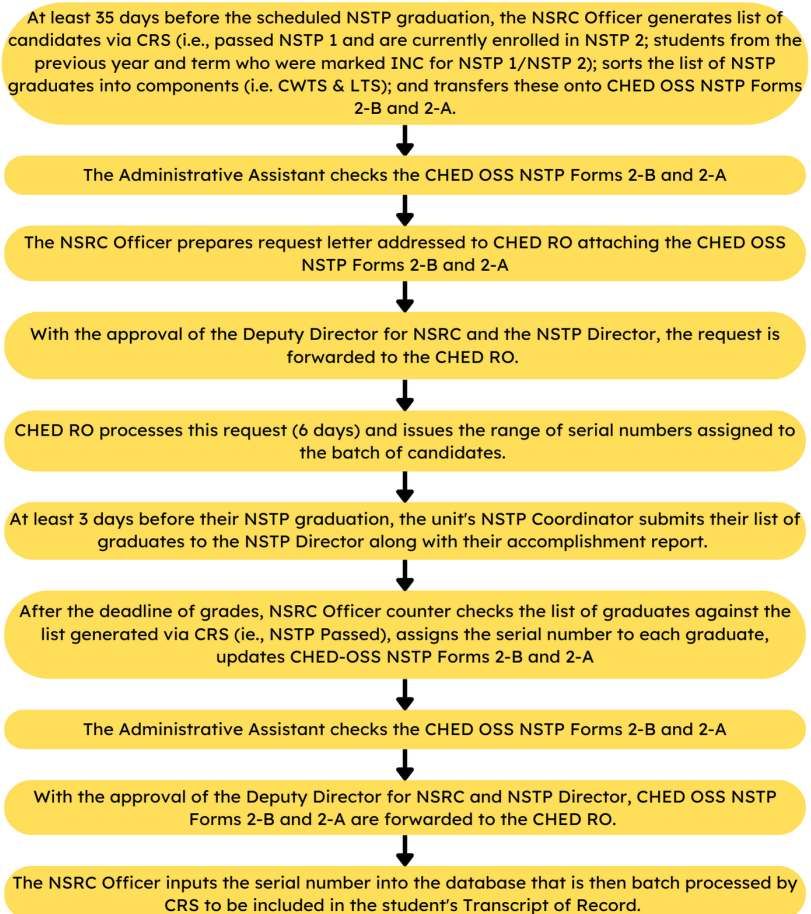 At least 35 days before the scheduled NSTP graduation, the NSRC Officer generates list of
candidates via CRS (i.e., passed NSTP 1 and are currently enrolled in NSTP 2; students from the
previous year and term who were marked INC for NSTP 1/NSTP 2); sorts the list of NSTP
graduates into components (i.e. CWTS & LTS); and transfers these onto CHED OSS NSTP Forms
2-B and 2-A.
The Administrative Assistant checks the CHED OSS NSTP Forms 2-B and 2-A
The NSRC Officer prepares request letter addressed to CHED RO attaching the CHED OSS
NSTP Forms 2-B and 2-A
With the approval of the Deputy Director for NSRC and the NSTP Director, the request is
forwarded to the CHED RO.
CHED RO processes this request (6 days) and issues the range of serial numbers assigned to
the batch of candidates.
At least 3 days before their NSTP graduation, the unit's NSTP Coordinator submits their list of
graduates to the NSTP Director along with their accomplishment report.
After the deadline of grades, NSRC Officer counter checks the list of graduates against the
list generated via CRS (ie., NSTP Passed), assigns the serial number to each graduate,
updates CHED-OSS NSTP Forms 2-B and 2-A
The Administrative Assistant checks the CHED OSS NSTP Forms 2-B and 2-A
With the approval of the Deputy Director for NSRC and NSTP Director, CHED OSS NSTP
Forms 2-B and 2-A are forwarded to the CHED RO.
The NSRC Officer inputs the serial number into the database that is then batch processed by
CRS to be included in the student's Transcript of Record.